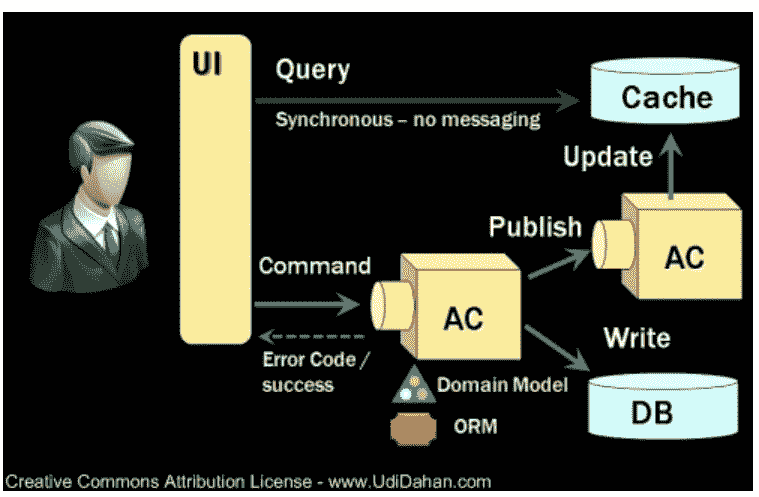 UI
Query
Synchronous – no messaging
Cache
Update
Publish
AC
Command
AC
Error Code /
success
Write
Domain Model
DB
ORM
Creative Commons Attribution License - www.UdiDahan.com